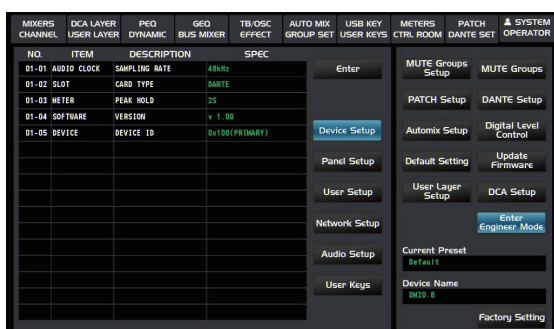 MIXERS DCA LAYER PEQ GEQ TB/OSC AUTO MIX USB KEY METERS PATCH SYSTEM
CHANNEL USER LAYER DYNAMIC BUS MIXER EFFECT GROUP SET USER KEYS CTRL ROOM DANTE SET OPERATOR
NO. ITEM DESCRIPTION SPEC
01-01 AUDIO CLOCK SAMPLING RATE 48kHz
01-02 SLOT CARD TYPE DANTE
01-03 METER PEAK HOLD 2S
01-04 SOFTWARE VERSION v 1.00
01-05 DEVICE DEVICE ID 0x100(PRIMARY)
Enter
Device Setup
Panel Setup
User Setup
Network Setup
Audio Setup
User Keys
MUTE Groups
Setup
MUTE Groups
PATCH Setup
DANTE Setup
Automix Setup
Digital Level
Control
Default Setting
Update
Firmware
User Layer
Setup
DCA Setup
Enter
Engineer Mode
Current Preset
Default
Device Name
DM20.8
Factory Setting